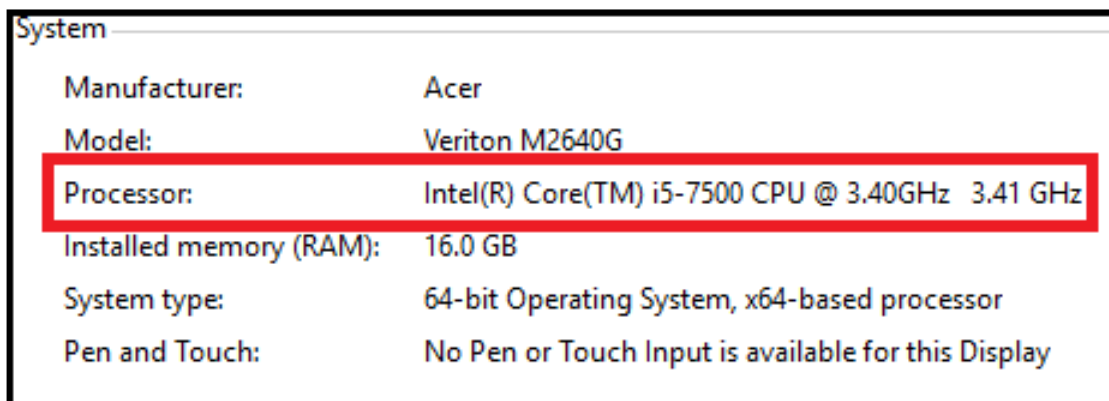 System
Manufacturer: Acer
Model: Veriton M2640G
Processor: Intel(R) Core(TM) i5-7500 CPU @ 3.40GHz 3.41 GHz
Installed memory (RAM): 16.0 GB
System type: 64-bit Operating System, x64-based processor
Pen and Touch: No Pen or Touch Input is available for this Display